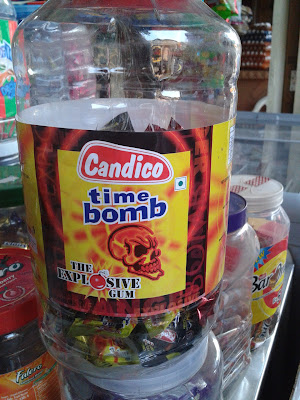 Candico
time
bomb
THE
EXPLOSIVE
GUM